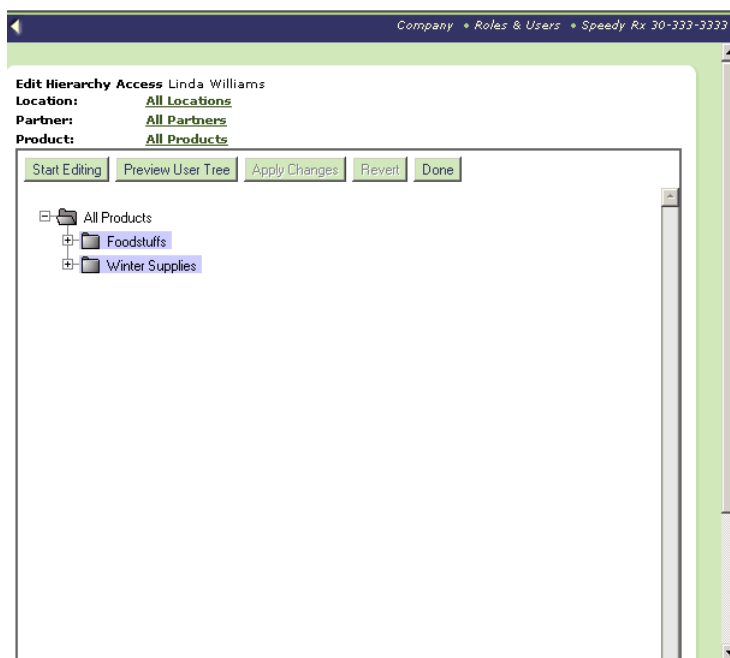 Company • Roles & Users • Speedy Rx 30-333-3333
Edit Hierarchy Access Linda Williams
Location: All Locations
Partner: All Partners
Product: All Products
Start Editing Preview User Tree Apply Changes Revert Done
All Products
Foodstuffs
Winter Supplies